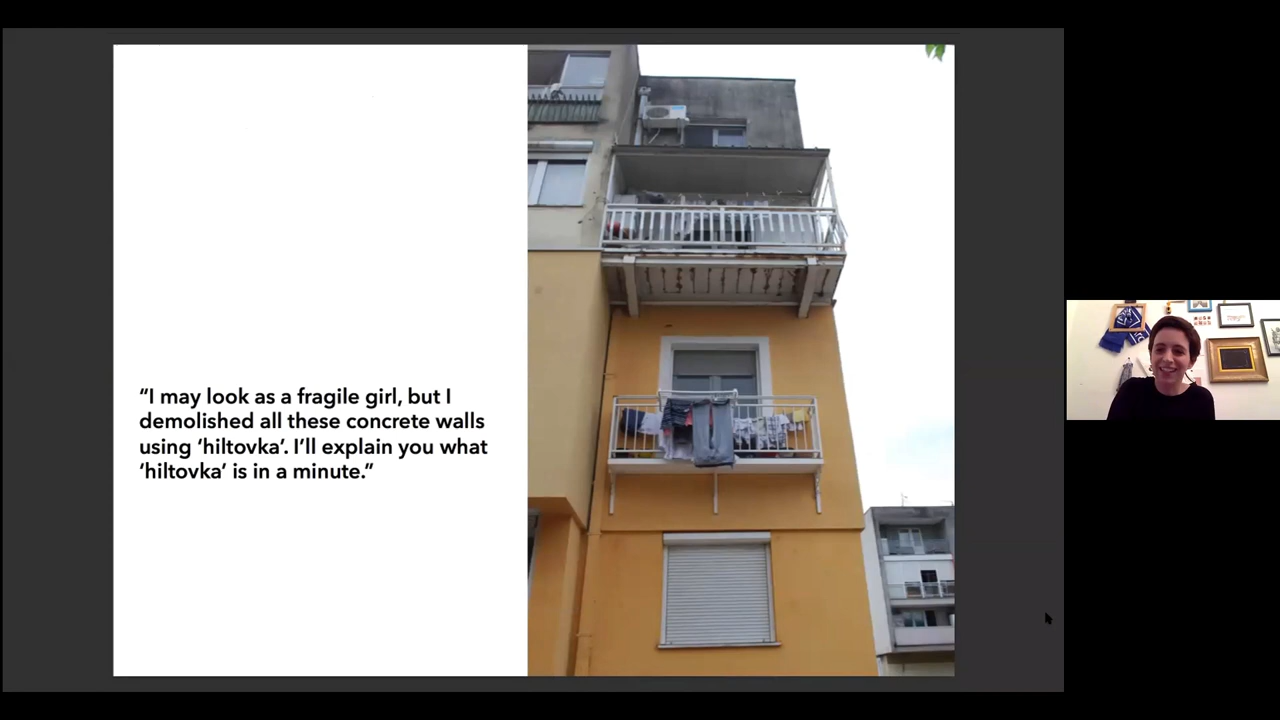 “I may look as a fragile girl, but I
demolished all these concrete walls
using ‘hiltovka’. I’ll explain you what
‘hiltovka’ is in a minute.”